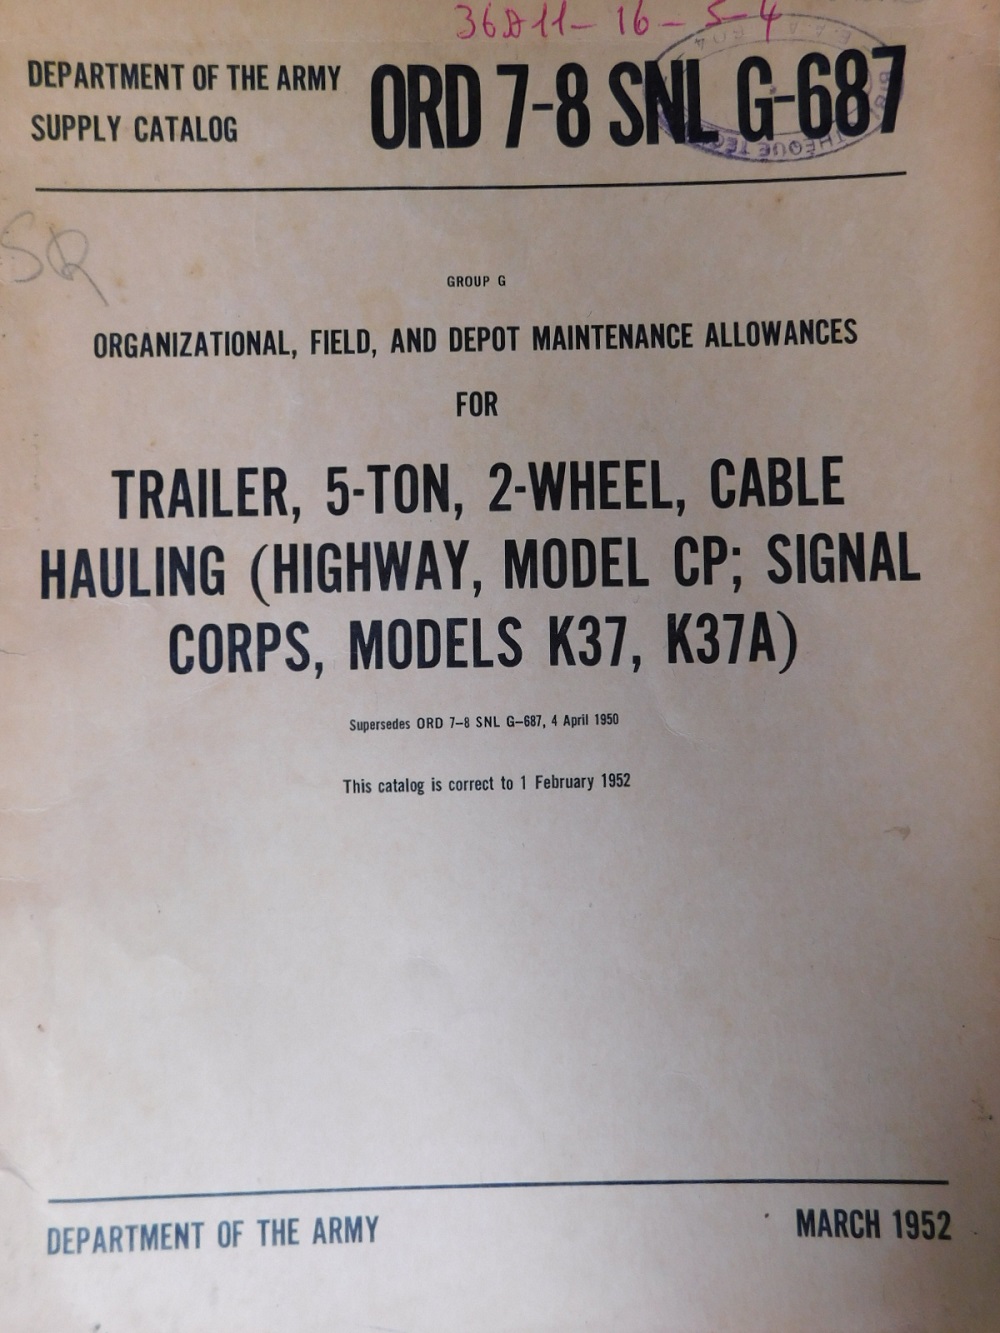 36A11-16-5-4
DEPARTMENT OF THE ARMY
SUPPLY CATALOG
ORD 7-8 SNL G-687
BIBLIOTHÈQUE
SR
GROUP G
ORGANIZATIONAL, FIELD, AND DEPOT MAINTENANCE ALLOWANCES
FOR
TRAILER, 5-TON, 2-WHEEL, CABLE
HAULING (HIGHWAY, MODEL CP; SIGNAL
CORPS, MODELS K37, K37A)
Supersedes ORD 7–8 SNL G–687, 4 April 1950
This catalog is correct to 1 February 1952
DEPARTMENT OF THE ARMY
MARCH 1952